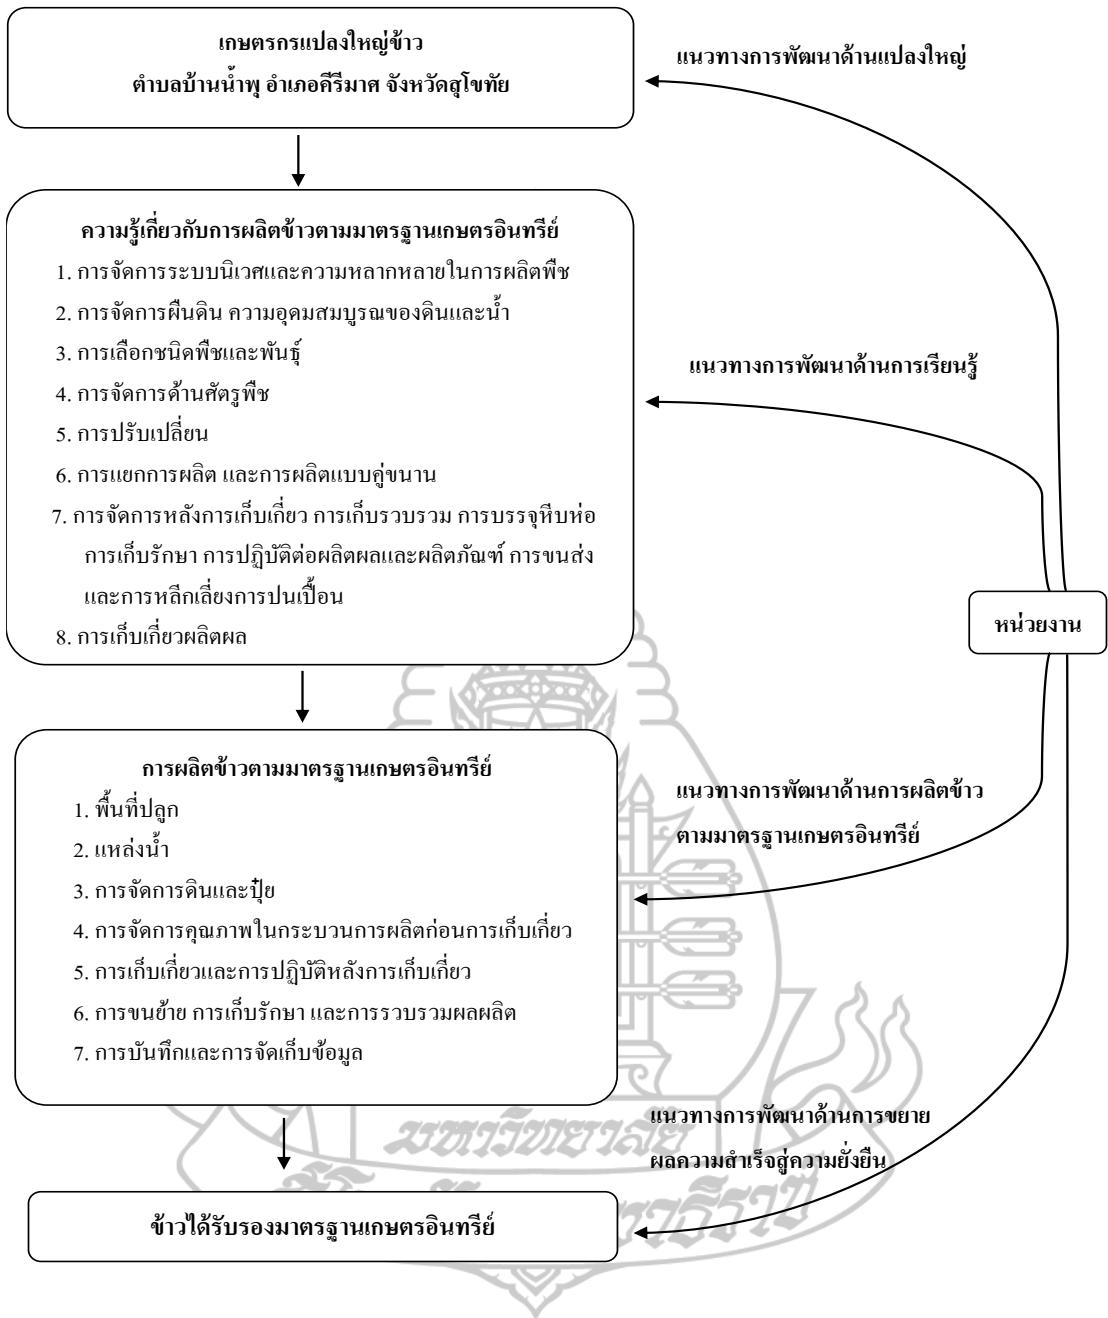 เกษตรกรแปลงใหญ่ข้าว
ตำบลบ้านน้ำพุ อำเภอคีรีมาศ จังหวัดสุโขทัย
แนวทางการพัฒนาด้านแปลงใหญ่
ความรู้เกี่ยวกับการผลิตข้าวตามมาตรฐานเกษตรอินทรีย์
1. การจัดการระบบนิเวศและความหลากหลายในการผลิตพืช
2. การจัดการผืนดิน ความอุดมสมบูรณของดินและน้ำ
3. การเลือกชนิดพืชและพันธุ์
4. การจัดการด้านศัตรูพืช
5. การปรับเปลี่ยน
6. การแยกการผลิต และการผลิตแบบคู่ขนาน
7. การจัดการหลังการเก็บเกี่ยว การเก็บรวบรวม การบรรจุหีบห่อ
การเก็บรักษา การปฏิบัติต่อผลิตผลและผลิตภัณฑ์ การขนส่ง
และการหลีกเลี่ยงการปนเปื้อน
8. การเก็บเกี่ยวผลิตผล
แนวทางการพัฒนาด้านการเรียนรู้
หน่วยงาน
การผลิตข้าวตามมาตรฐานเกษตรอินทรีย์
1. พื้นที่ปลูก
2. แหล่งน้ำ
3. การจัดการดินและปุ๋ย
4. การจัดการคุณภาพในกระบวนการผลิตก่อนการเก็บเกี่ยว
5. การเก็บเกี่ยวและการปฏิบัติหลังการเก็บเกี่ยว
6. การขนย้าย การเก็บรักษา และการรวบรวมผลผลิต
7. การบันทึกและการจัดเก็บข้อมูล
แนวทางการพัฒนาด้านการผลิตข้าว
ตามมาตรฐานเกษตรอินทรีย์
แนวทางการพัฒนาด้านการขยาย
ผลความสำเร็จสู่ความยั่งยืน
มหาวิทยาลัย
ข้าวได้รับรองมาตรฐานเกษตรอินทรีย์